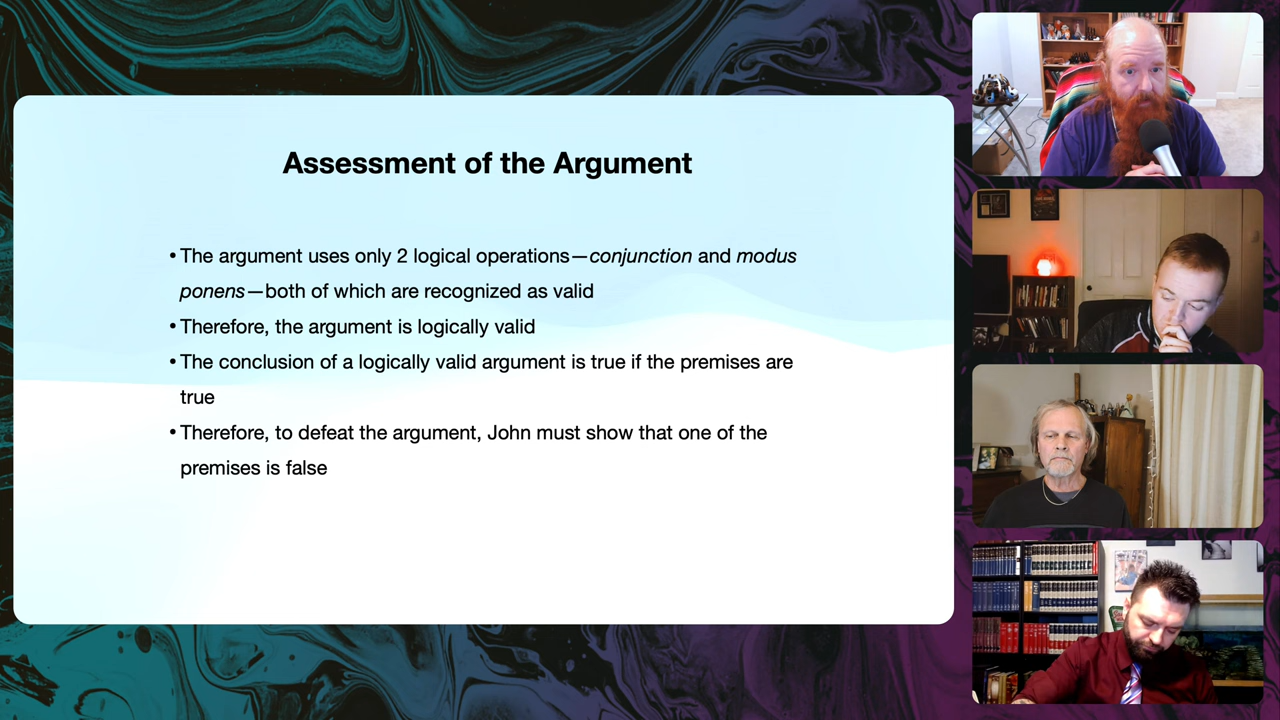 Assessment of the Argument
• The argument uses only 2 logical operations—conjunction and modus
ponens—both of which are recognized as valid
• Therefore, the argument is logically valid
• The conclusion of a logically valid argument is true if the premises are
true
• Therefore, to defeat the argument, John must show that one of the
premises is false